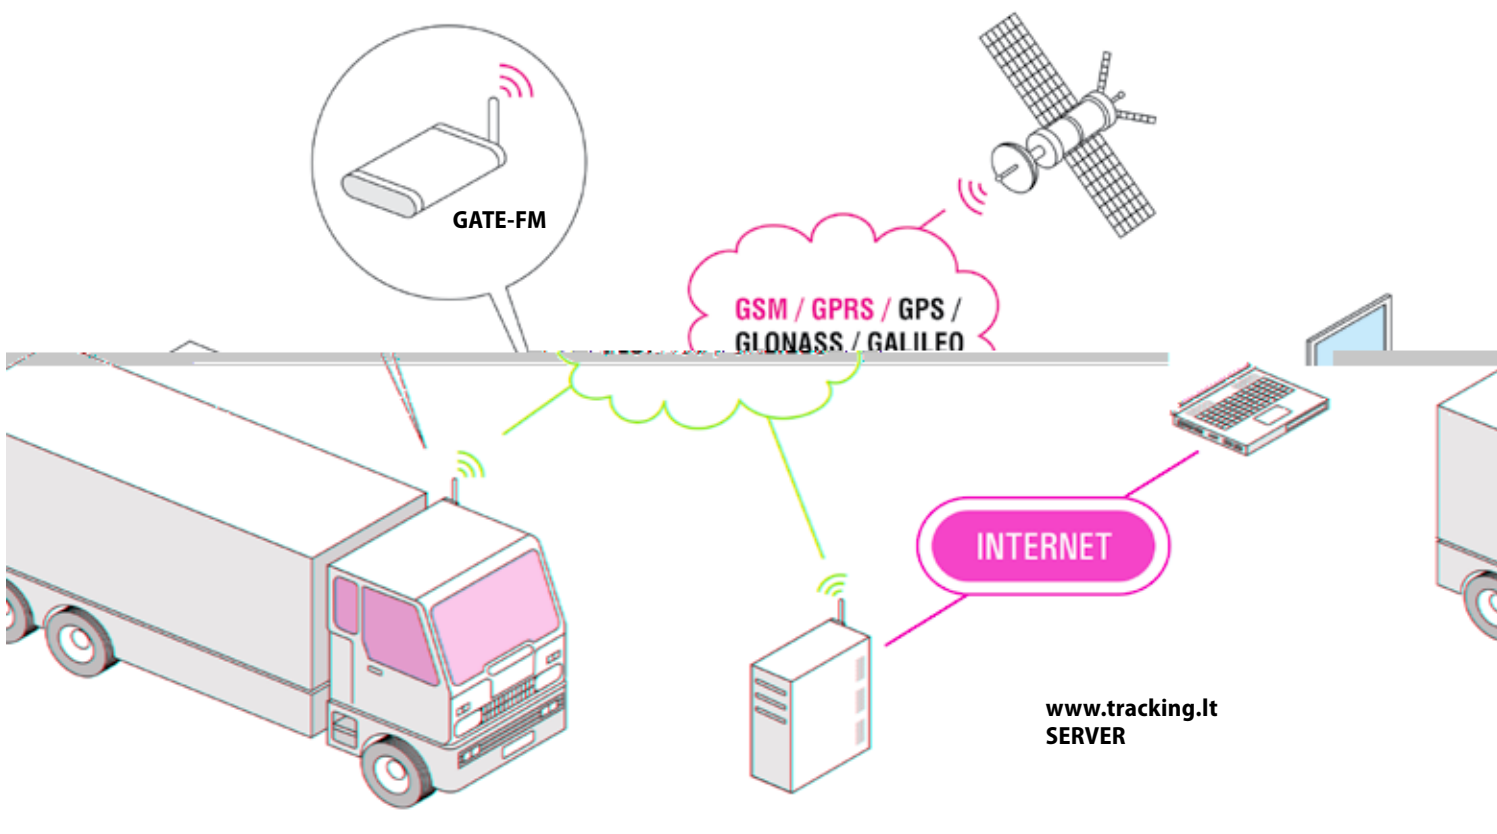 GATE-FM
GSM / GPRS / GPS /
GLONASS / GALILEO
INTERNET
www.tracking.lt
SERVER